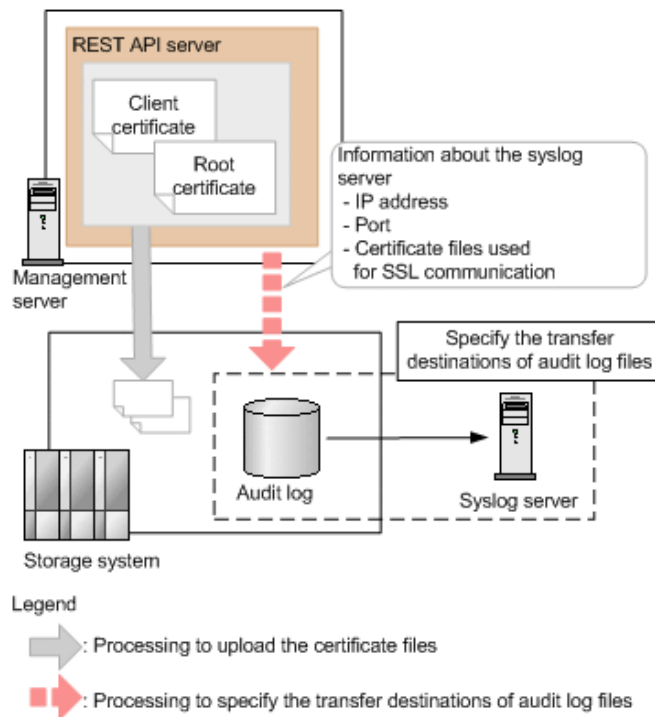 REST API server
Client
certificate
Root
certificate
Management
server
Information about the syslog
server
- IP address
- Port
- Certificate files used
for SSL communication
Specify the transfer
destinations of audit log files
Audit log
Syslog server
Storage system
Legend
: Processing to upload the certificate files
: Processing to specify the transfer destinations of audit log files